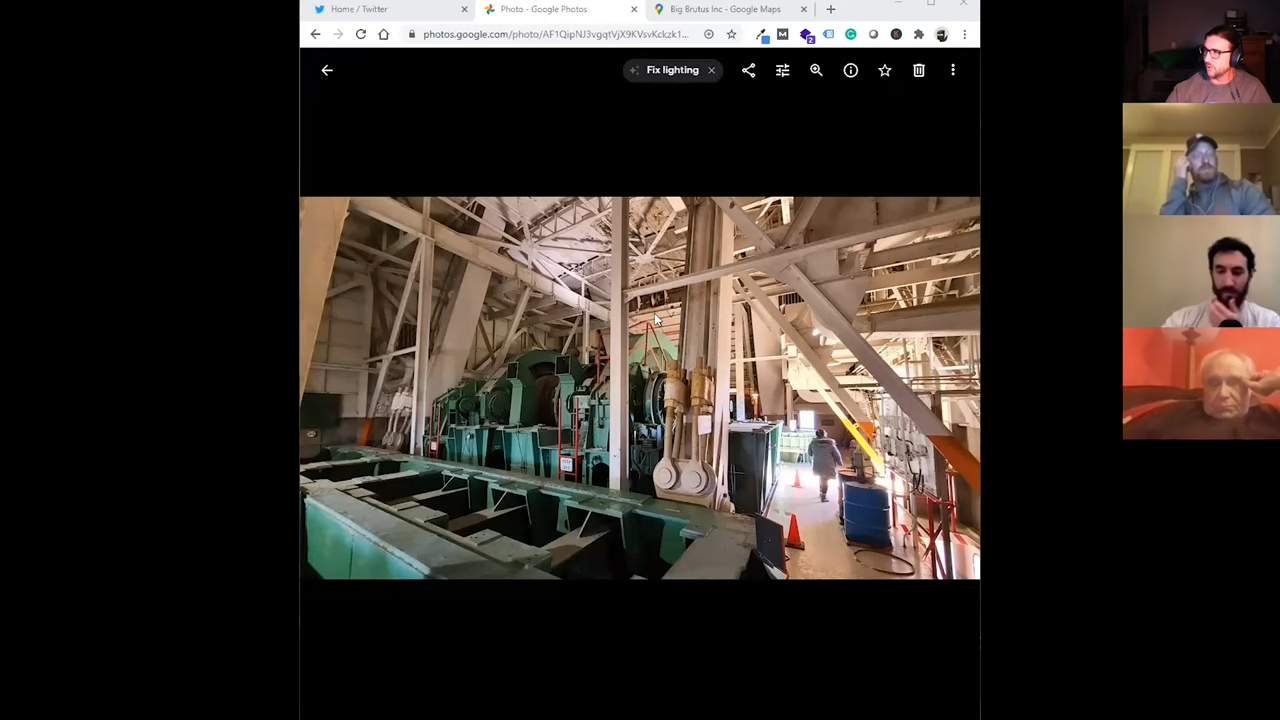 Home / Twitter
Photo - Google Photos
Big Brutus Inc - Google Maps
photos.google.com/photo/AF1QipNJ3vgqtVjX9KVsvKckzk1...
Fix lighting